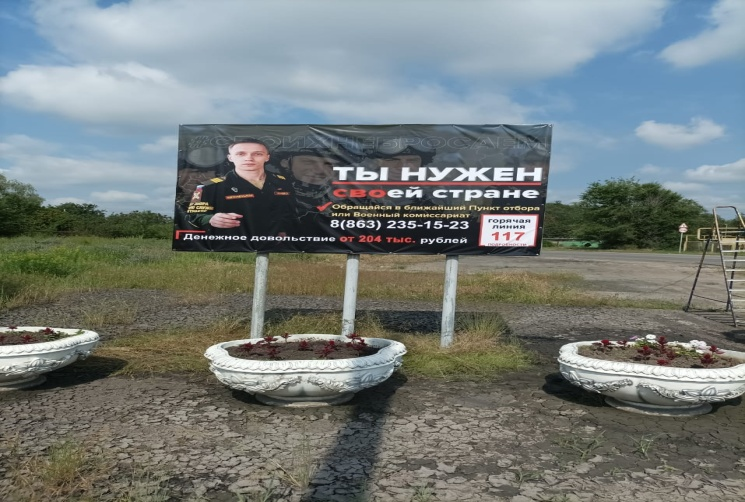 ТЫ НУЖЕН
своей стране
Обращайся в ближайший Пункт отбора
или Военный комиссариат
8(863) 235-15-23
Денежное довольствие от 204 тыс. рублей
горячая
линия
117